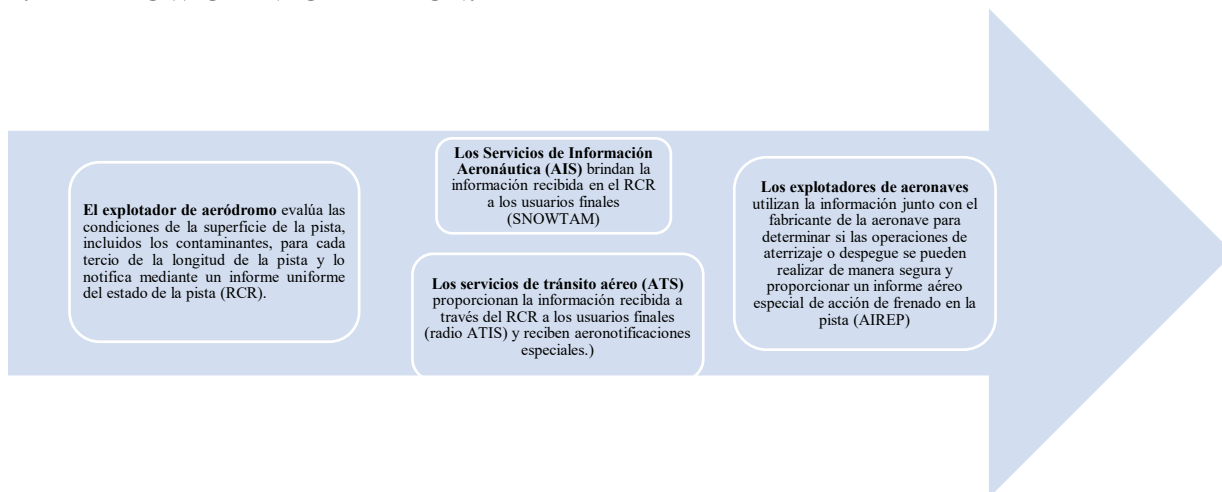 El explotador de aeródromo evalúa las
condiciones de la superficie de la pista,
incluidos los contaminantes, para cada
tercio de la longitud de la pista y lo
notifica mediante un informe uniforme
del estado de la pista (RCR).
Los Servicios de Información
Aeronáutica (AIS) brindan la
información recibida en el RCR
a los usuarios finales
(SNOWTAM)
Los servicios de tránsito aéreo (ATS)
proporcionan la información recibida a
través del RCR a los usuarios finales
(radio ATIS) y reciben aeronotificaciones
especiales.)
Los explotadores de aeronaves
utilizan la información junto con el
fabricante de la aeronave para
determinar si las operaciones de
aterrizaje o despegue se pueden
realizar de manera segura y
proporcionar un informe aéreo
especial de acción de frenado en la
pista (AIREP)